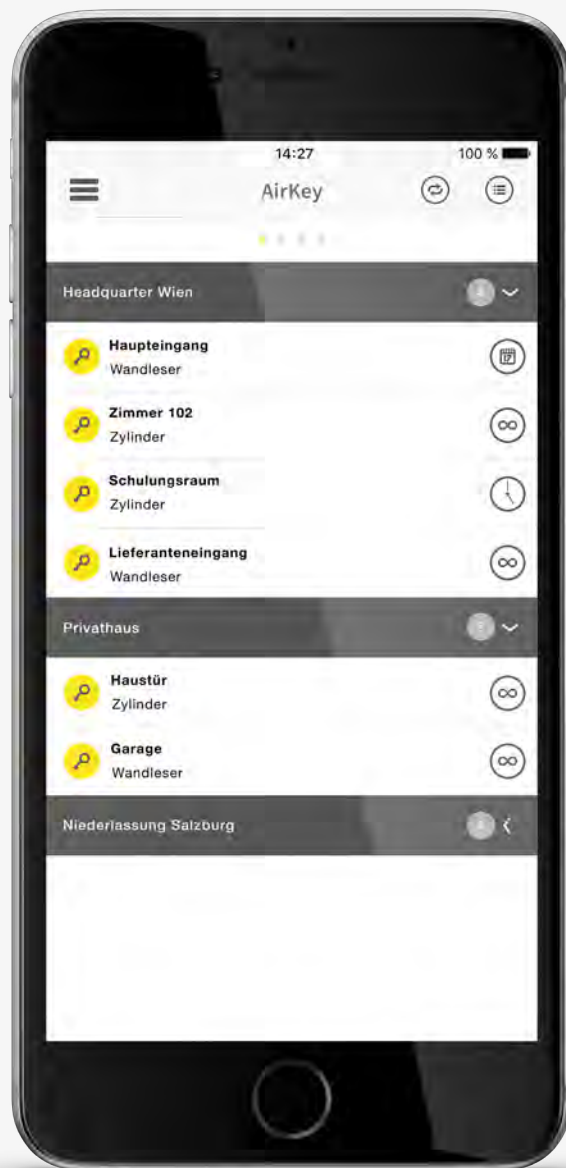 14:27
100 %
AirKey
Headquarter Wien
Haupteingang
Wandleser
Zimmer 102
Zylinder
Schulungsraum
Zylinder
Lieferanteneingang
Wandleser
Privathaus
Haustür
Zylinder
Garage
Wandleser
Niederlassung Salzburg